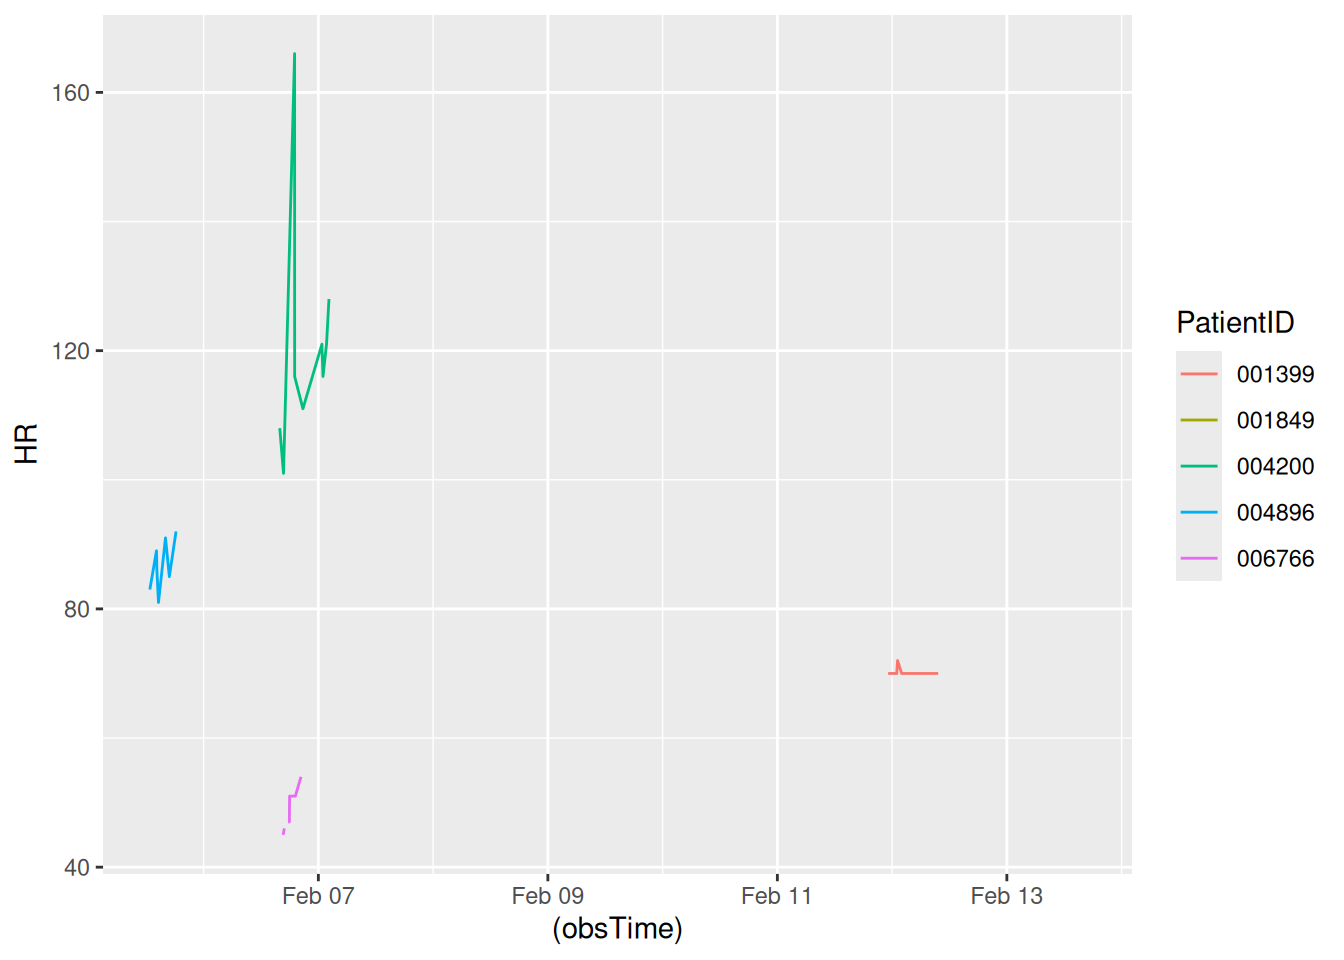 160
120
80
40
HR
Feb 07
Feb 09
Feb 11
Feb 13
(obsTime)
PatientID
001399
001849
004200
004896
006766